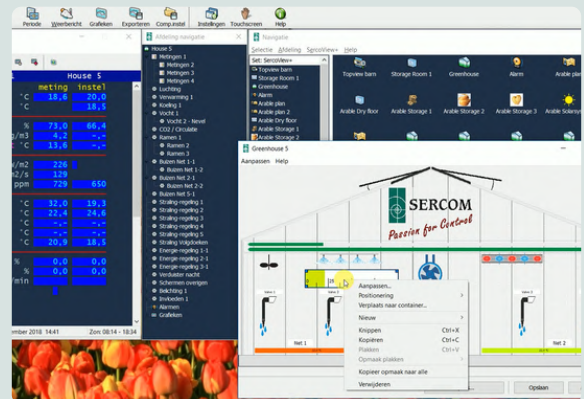 Periode Weerbericht Grafieken Exporteren Comp.instel Instellingen Touchscreen Help
House 5
meting instel
°C 18,6 20,0
°C 18,5
% 73,0 66,4
g/m3 4,2 -,-
°C 13,6 -,-
/m2 226
m2/s 129
ppm 729 650
°C 32,0 19,3
°C 22,4 24,6
°C -,- -,-
°C -,- -,-
°C 20,9 18,5
% 0,0 0,0
% 0,0 0,0
/min
ember 2018 14:41 Zon: 08:14 - 18:34
Afdeling navigatie
House 5
Metingen 1
Metingen 2
Metingen 3
Metingen 4
Luchting
Verwarming 1
Koeling 1
Vocht 1
Vocht 2 - Nevel
CO2 / Circulatie
Ramen 1
Ramen 2
Ramen 3
Buizen Net 1-1
Buizen Net 1-2
Buizen Net 2-1
Buizen Net 2-2
Buizen Net 5-1
Straling-regeling 1
Straling-regeling 2
Straling-regeling 3
Straling-regeling 4
Straling-regeling 5
Straling Volgdoeken
Energie-regeling 1-1
Energie-regeling 2-1
Energie-regeling 3-1
Verduister nacht
Schermen overigen
Belichting 1
Invloeden 1
Alarmen
Grafieken
Navigatie
Selectie Afdeling SercoView+ Help
Set: SercoView+
Topview barn
Storage Room 1
Greenhouse
Alarm
Arable plan
Arable plan 2
Arable Dry floor
Arable Storage 1
Arable Storage 2
Topview barn Storage Room 1 Greenhouse Alarm Arable plan
Arable Dry floor Arable Storage 1 Arable Storage 2 Arable Storage 3 Arable Solarsys
Greenhouse 5
Aanpassen Help
SERCOM
Passion for Control
Net 1
Net 2
Aanpassen...
Positionering
Verplaats naar container...
Nieuw
Knippen Ctrl+X
Kopiëren Ctrl+C
Plakken Ctrl+V
Opmaak plakken
Kopieer opmaak naar alle
Verwijderen
Opslaan